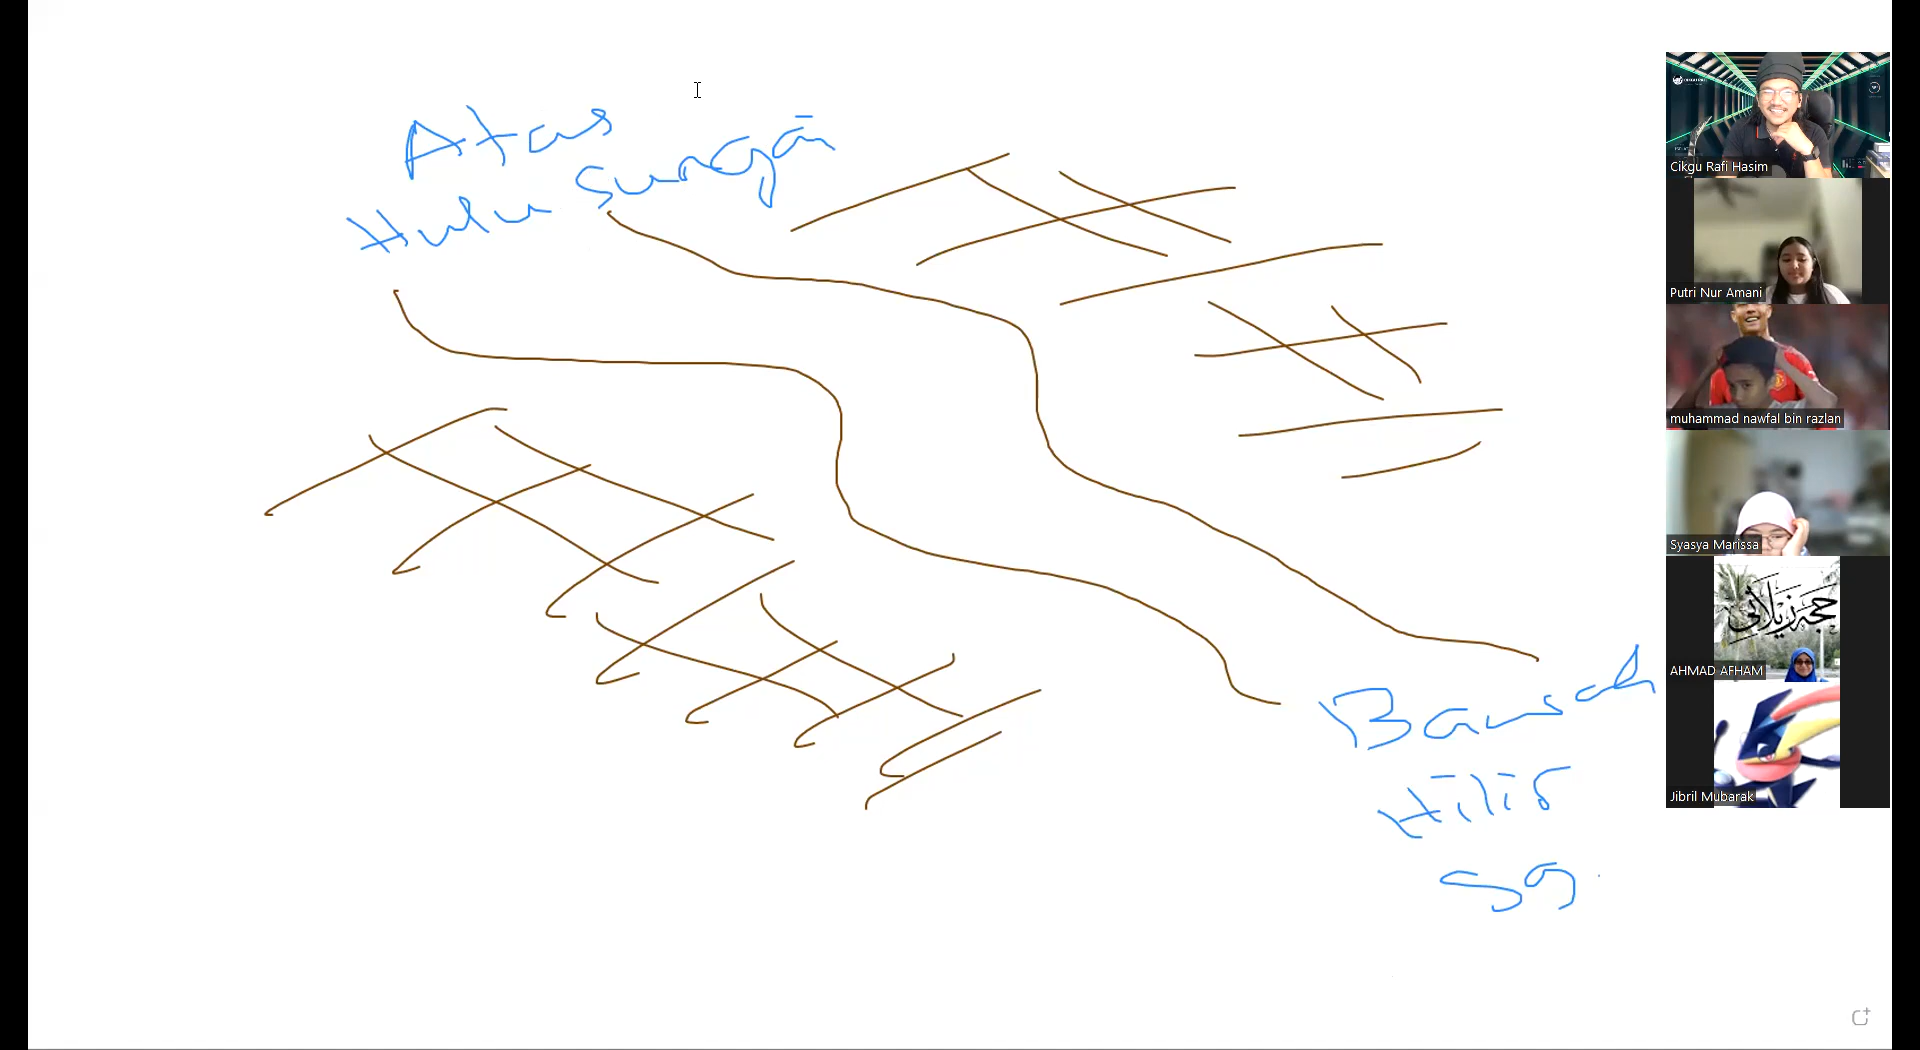 Atas
Hulu sungai
Bawah
Hilir
sg
Cikgu Rafi Hasim
Putri Nur Amani
muhammad nawfal bin razlan
Syasya Marissa
AHMAD AFHAM
Jibril Mubarak